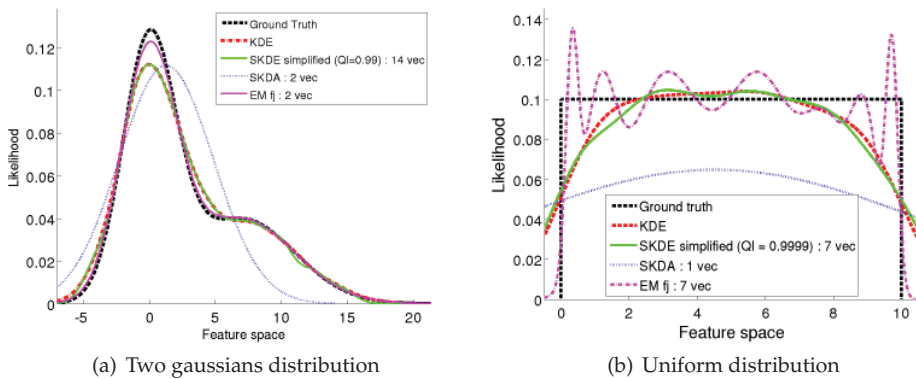 Ground Truth
KDE
SKDE simplified (QI=0.99) : 14 vec
SKDA : 2 vec
EM fj : 2 vec
Likelihood
0.12
0.1
0.08
0.06
0.04
0.02
0
-5 0 5 10 15 20
Feature space
(a) Two gaussians distribution
Likelihood
0.14
0.12
0.1
0.08
0.06
0.04
0.02
0
Ground truth
KDE
SKDE simplified (QI = 0.9999) : 7 vec
SKDA : 1 vec
EM fj : 7 vec
0 2 4 6 8 10
Feature space
(b) Uniform distribution